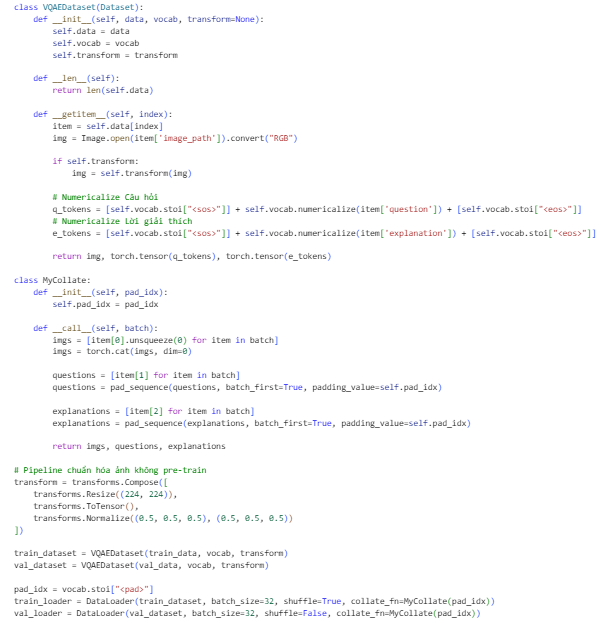 class VQAEDataset(Dataset):
    def __init__(self, data, vocab, transform=None):
        self.data = data
        self.vocab = vocab
        self.transform = transform

    def __len__(self):
        return len(self.data)

    def __getitem__(self, index):
        item = self.data[index]
        img = Image.open(item['image_path']).convert("RGB")

        if self.transform:
            img = self.transform(img)

        # Numericalize Câu hỏi
        q_tokens = [self.vocab.stoi["<sos>"]] + self.vocab.numericalize(item['question']) + [self.vocab.stoi["<eos>"]]
        # Numericalize Lời giải thích
        e_tokens = [self.vocab.stoi["<sos>"]] + self.vocab.numericalize(item['explanation']) + [self.vocab.stoi["<eos>"]]

        return img, torch.tensor(q_tokens), torch.tensor(e_tokens)

class MyCollate:
    def __init__(self, pad_idx):
        self.pad_idx = pad_idx

    def __call__(self, batch):
        imgs = [item[0].unsqueeze(0) for item in batch]
        imgs = torch.cat(imgs, dim=0)

        questions = [item[1] for item in batch]
        questions = pad_sequence(questions, batch_first=True, padding_value=self.pad_idx)

        explanations = [item[2] for item in batch]
        explanations = pad_sequence(explanations, batch_first=True, padding_value=self.pad_idx)

        return imgs, questions, explanations

# Pipeline chuẩn hóa ảnh không pre-train
transform = transforms.Compose([
    transforms.Resize((224, 224)),
    transforms.ToTensor(),
    transforms.Normalize((0.5, 0.5, 0.5), (0.5, 0.5, 0.5))
])

train_dataset = VQAEDataset(train_data, vocab, transform)
val_dataset = VQAEDataset(val_data, vocab, transform)

pad_idx = vocab.stoi["<pad>"]
train_loader = DataLoader(train_dataset, batch_size=32, shuffle=True, collate_fn=MyCollate(pad_idx))
val_loader = DataLoader(val_dataset, batch_size=32, shuffle=False, collate_fn=MyCollate(pad_idx))